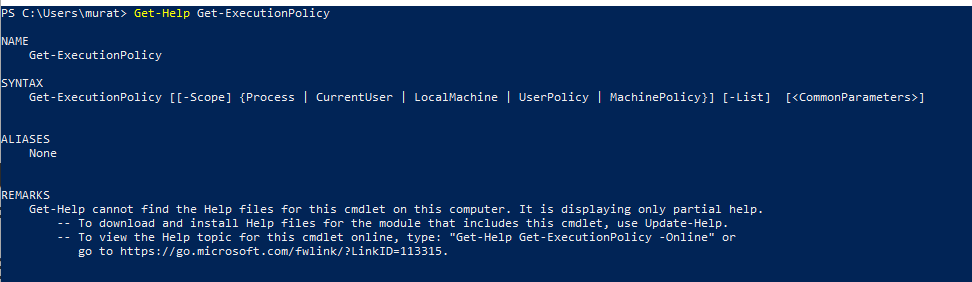 PS C:\Users\murat> Get-Help Get-ExecutionPolicy
NAME
Get-ExecutionPolicy
SYNTAX
Get-ExecutionPolicy [[-Scope] {Process | CurrentUser | LocalMachine | UserPolicy | MachinePolicy}] [-List]  [<CommonParameters>]
ALIASES
None
REMARKS
Get-Help cannot find the Help files for this cmdlet on this computer. It is displaying only partial help.
-- To download and install Help files for the module that includes this cmdlet, use Update-Help.
-- To view the Help topic for this cmdlet online, type: "Get-Help Get-ExecutionPolicy -Online" or
go to https://go.microsoft.com/fwlink/?LinkID=113315.